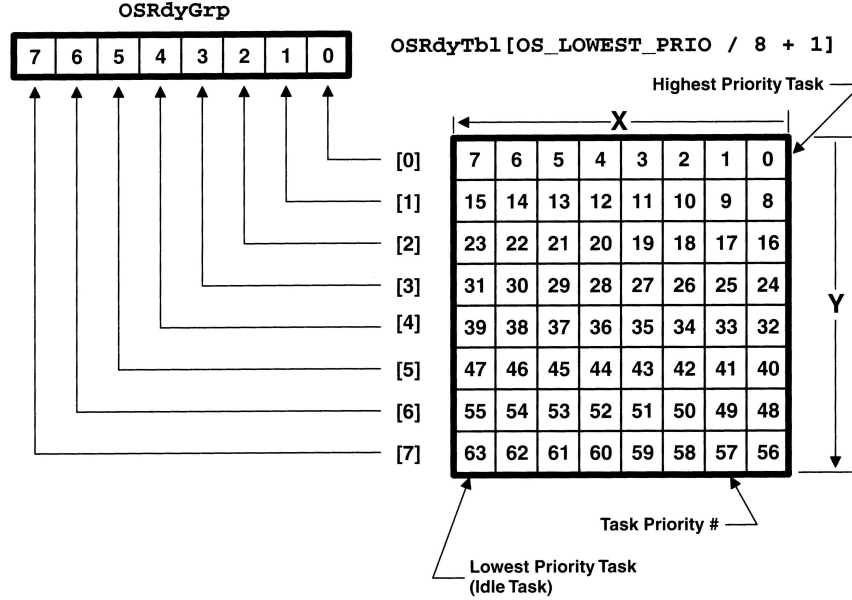 OSRdyGrp
7 6 5 4 3 2 1 0
OSRdyTbl[OS_LOWEST_PRIO / 8 + 1]
Highest Priority Task
X
[0] 7 6 5 4 3 2 1 0
[1] 15 14 13 12 11 10 9 8
[2] 23 22 21 20 19 18 17 16
[3] 31 30 29 28 27 26 25 24
Y
[4] 39 38 37 36 35 34 33 32
[5] 47 46 45 44 43 42 41 40
[6] 55 54 53 52 51 50 49 48
[7] 63 62 61 60 59 58 57 56
Task Priority #
Lowest Priority Task
(Idle Task)